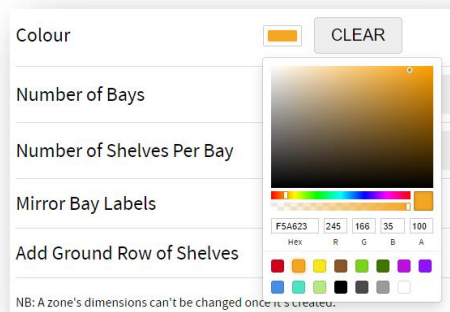 Colour
CLEAR
Number of Bays
Number of Shelves Per Bay
Mirror Bay Labels
F5A623 245 166 35 100
Hex R G B A
Add Ground Row of Shelves
NB: A zone's dimensions can't be changed once it's created.